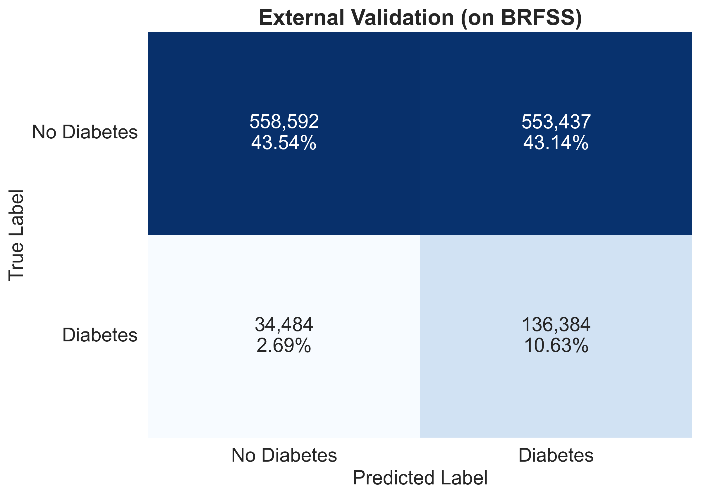 External Validation (on BRFSS)
True Label
No Diabetes
558,592
43.54%
553,437
43.14%
Diabetes
34,484
2.69%
136,384
10.63%
No Diabetes
Diabetes
Predicted Label